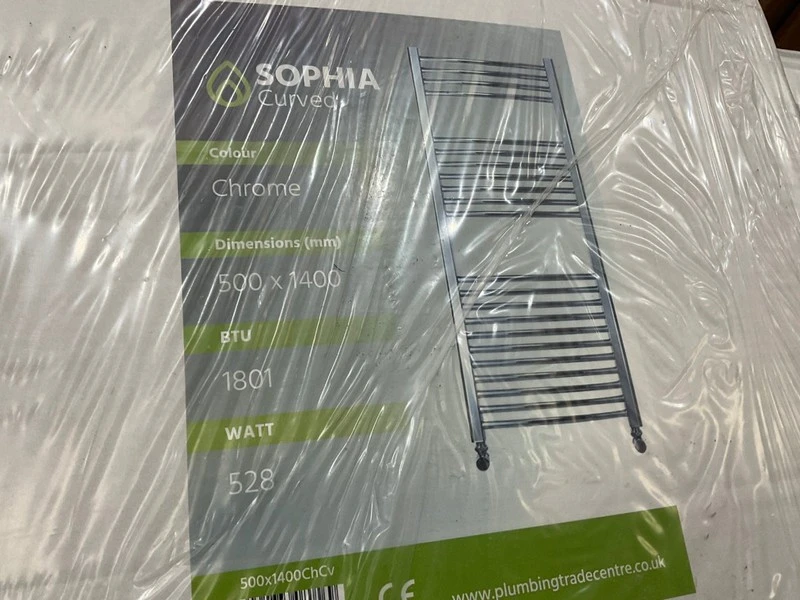 SOPHIA
Curved
Colour
Chrome
Dimensions (mm)
500 x 1400
BTU
1801
WATT
528
500x1400ChCv
CE
www.plumbingtradecentre.co.uk